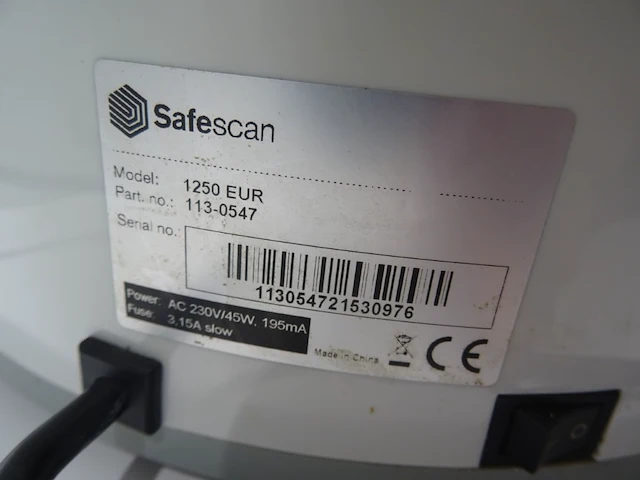 Safescan
Model: 1250 EUR
Part. no.: 113-0547
Serial no.:
113054721530976
Power: AC 230V/45W, 195mA
Fuse: 3,15A slow
Made in China
CE